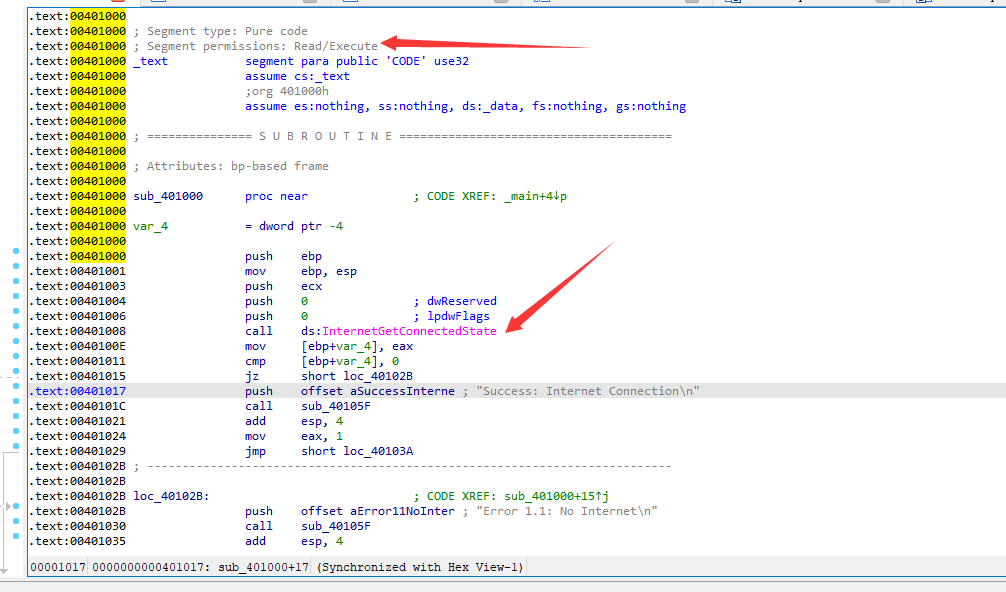 .text:00401000
.text:00401000 ; Segment type: Pure code
.text:00401000 ; Segment permissions: Read/Execute
.text:00401000 _text segment para public 'CODE' use32
.text:00401000 assume cs:_text
.text:00401000 ;org 401000h
.text:00401000 assume es:nothing, ss:nothing, ds:_data, fs:nothing, gs:nothing
.text:00401000
.text:00401000 ; =============== S U B R O U T I N E =======================================
.text:00401000
.text:00401000 ; Attributes: bp-based frame
.text:00401000
.text:00401000 sub_401000 proc near ; CODE XREF: _main+4↓p
.text:00401000
.text:00401000 var_4 = dword ptr -4
.text:00401000
.text:00401000 push ebp
.text:00401001 mov ebp, esp
.text:00401003 push ecx
.text:00401004 push 0 ; dwReserved
.text:00401006 push 0 ; lpdwFlags
.text:00401008 call ds:InternetGetConnectedState
.text:0040100E mov [ebp+var_4], eax
.text:00401011 cmp [ebp+var_4], 0
.text:00401015 jz short loc_40102B
.text:00401017 push offset aSuccessInterne ; "Success: Internet Connection\n"
.text:0040101C call sub_40105F
.text:00401021 add esp, 4
.text:00401024 mov eax, 1
.text:00401029 jmp short loc_40103A
.text:0040102B ; ---------------------------------------------------------------------------
.text:0040102B
.text:0040102B loc_40102B: ; CODE XREF: sub_401000+15↑j
.text:0040102B push offset aError11NoInter ; "Error 1.1: No Internet\n"
.text:00401030 call sub_40105F
.text:00401035 add esp, 4
00001017 0000000000401017: sub_401000+17 (Synchronized with Hex View-1)